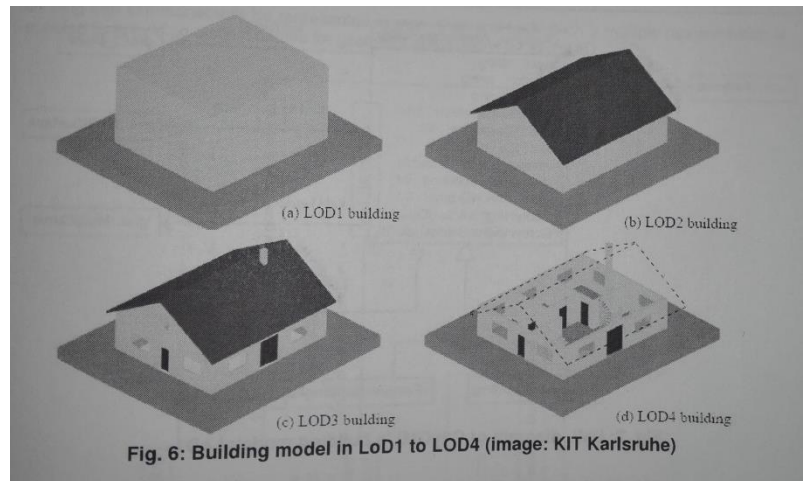 (a) LOD1 building
(b) LOD2 building
(c) LOD3 building
(d) LOD4 building
Fig. 6: Building model in LoD1 to LOD4 (image: KIT Karlsruhe)